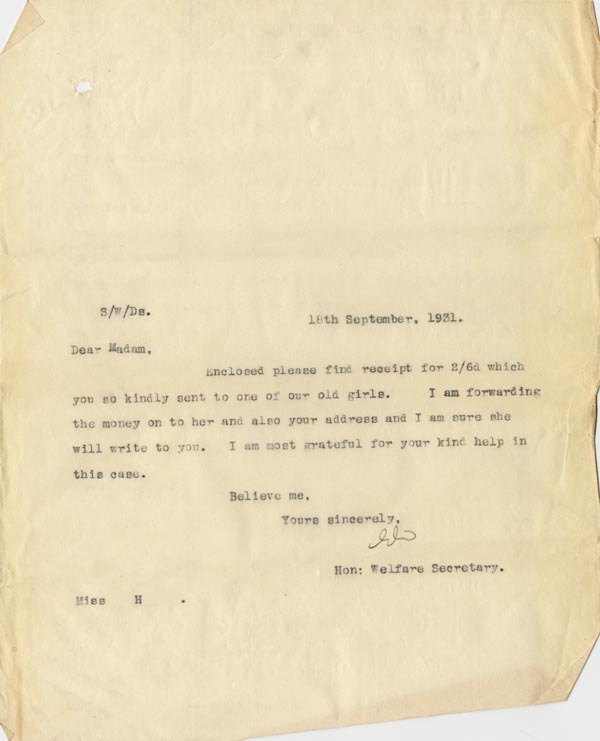 S/W/Ds.
18th September, 1931.
Dear Madam,
Enclosed please find receipt for 2/6d which
you so kindly sent to one of our old girls. I am forwarding
the money on to her and also your address and I am sure she
will write to you. I am most grateful for your kind help in
this case.
Believe me,
Yours sincerely,
Hon: Welfare Secretary.
Miss H .